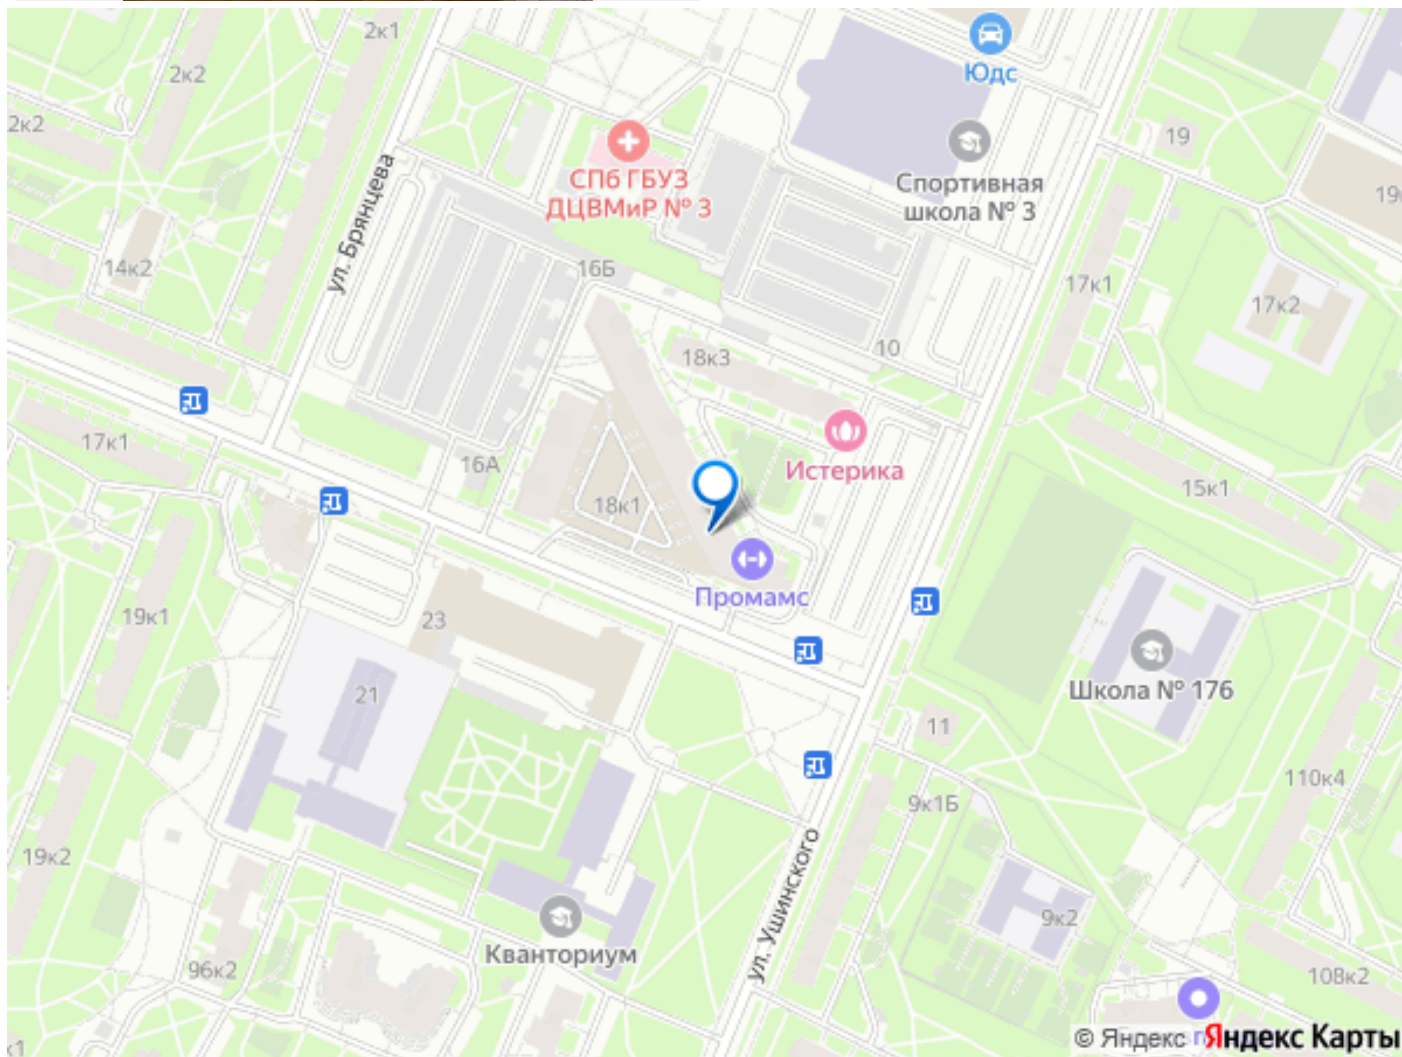 2к1
2к2
Юдс
2к2
19
СПб ГБУЗ
ДЦВМиР № 3
Спортивная
школа № 3
ул. Брянцева
14к2
16Б
17к1
17к2
18к3
10
17к1
Истерика
16А
15к1
18к1
Промамс
19к1
23
Школа № 176
21
11
110к4
9к1Б
19к2
ул. Ушинского
9к2
Кванториум
96к2
108к2
© Яндекс
Яндекс Карты